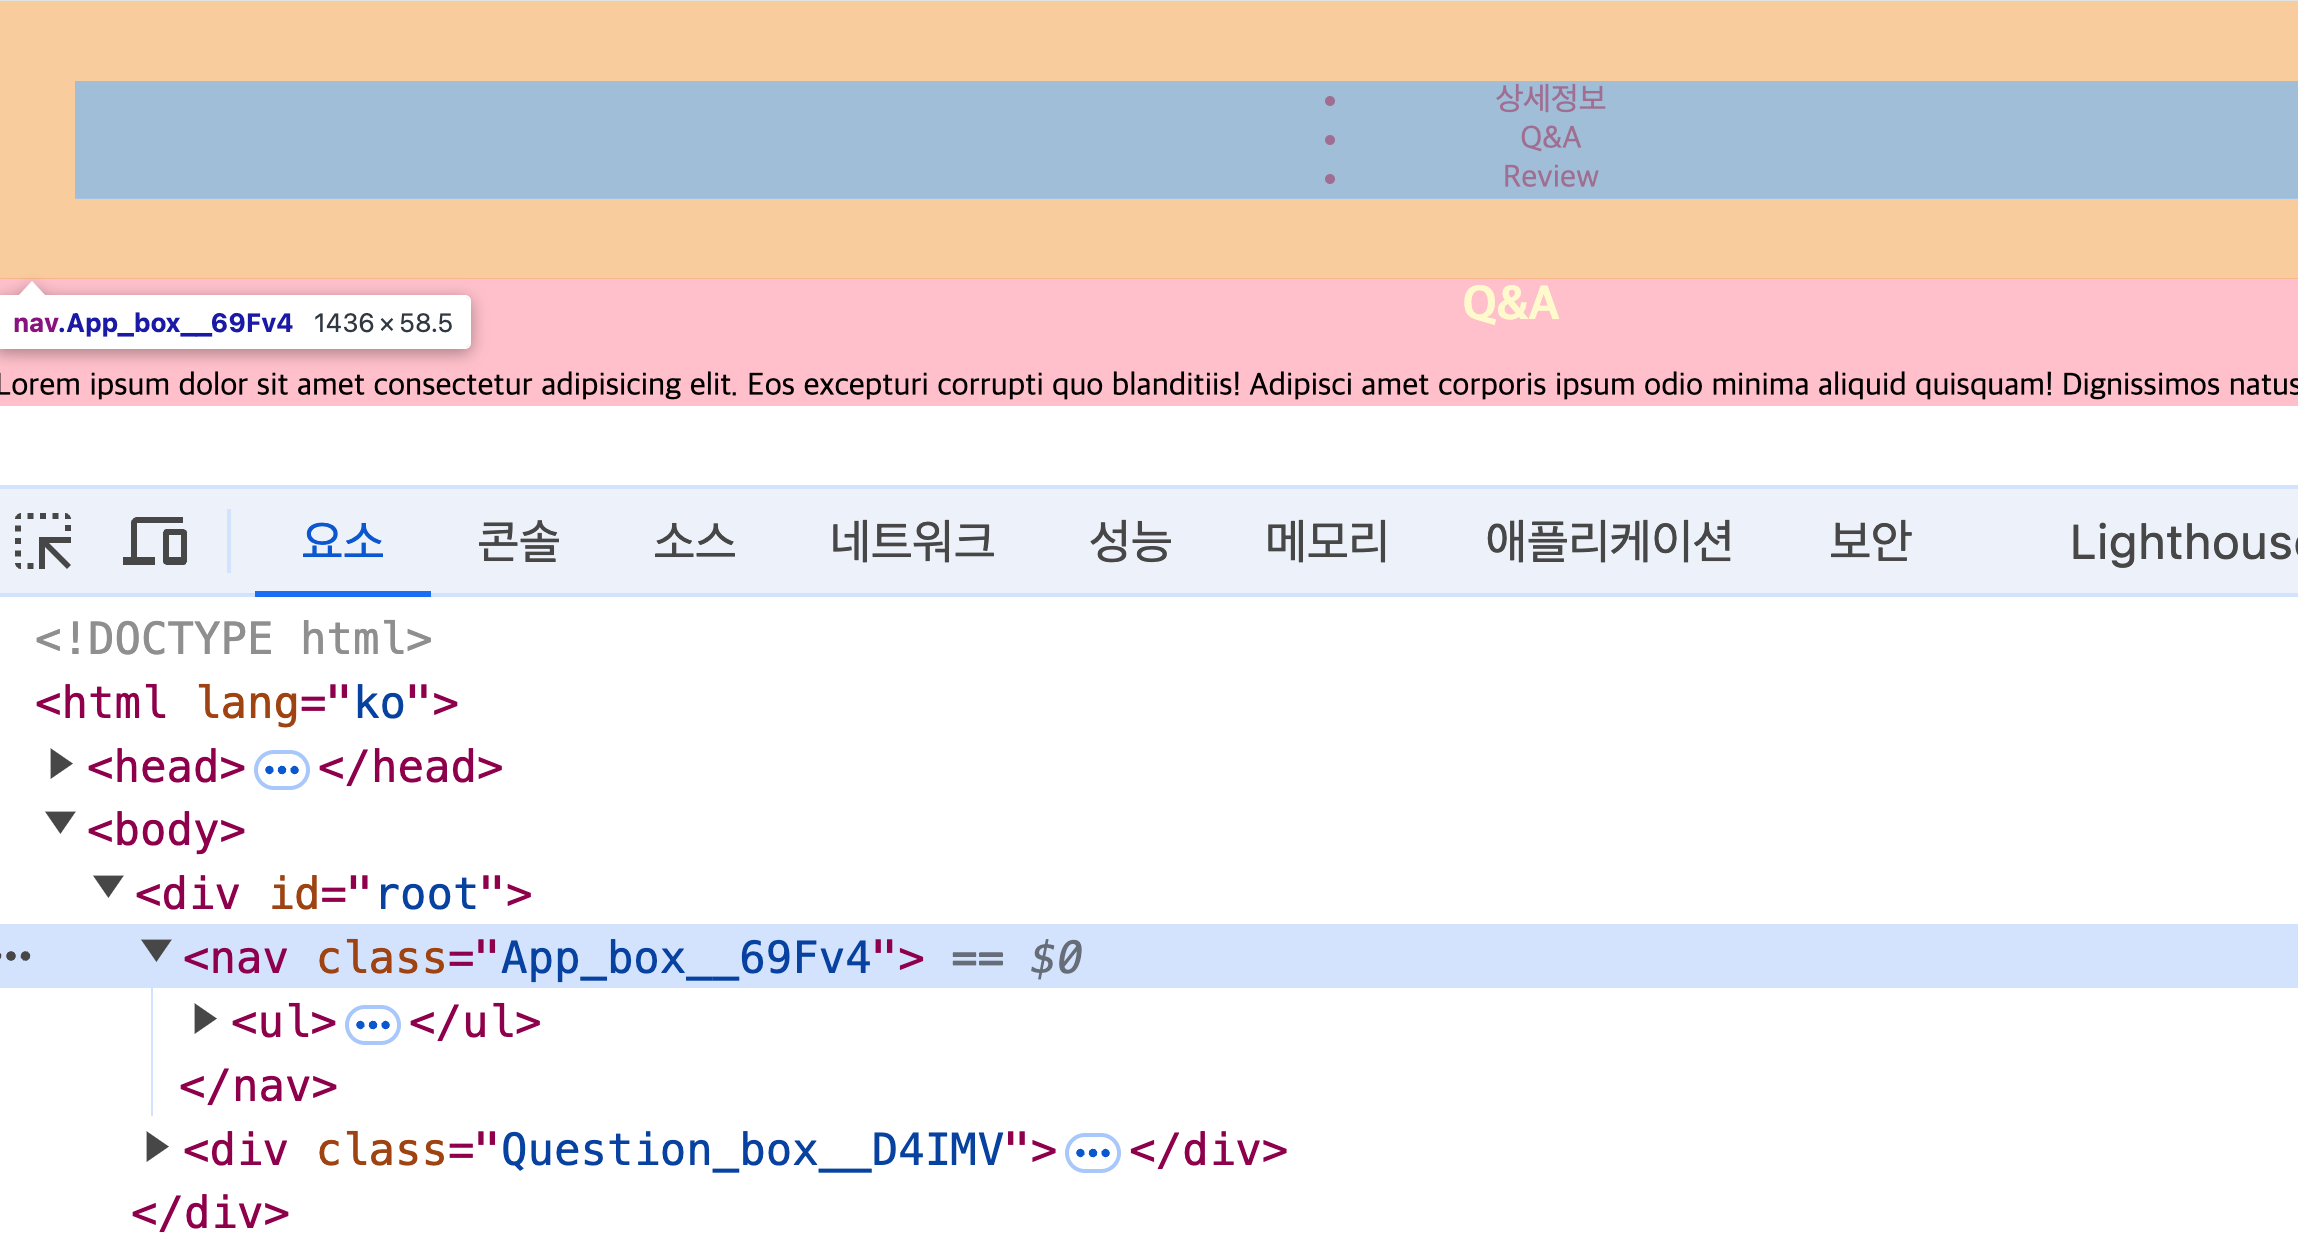 상세정보
Q&A
Review
Q&A
nav.App_box__69Fv4 1436×58.5
Lorem ipsum dolor sit amet consectetur adipisicing elit. Eos excepturi corrupti quo blanditiis! Adipisci amet corporis ipsum odio minima aliquid quisquam! Dignissimos natus
요소 콘솔 소스 네트워크 성능 메모리 애플리케이션 보안 Lighthouse
<!DOCTYPE html>
<html lang="ko">
<head> ••• </head>
<body>
<div id="root">
••• <nav class="App_box__69Fv4"> == $0
<ul> ••• </ul>
</nav>
<div class="Question_box__D4IMV"> ••• </div>
</div>